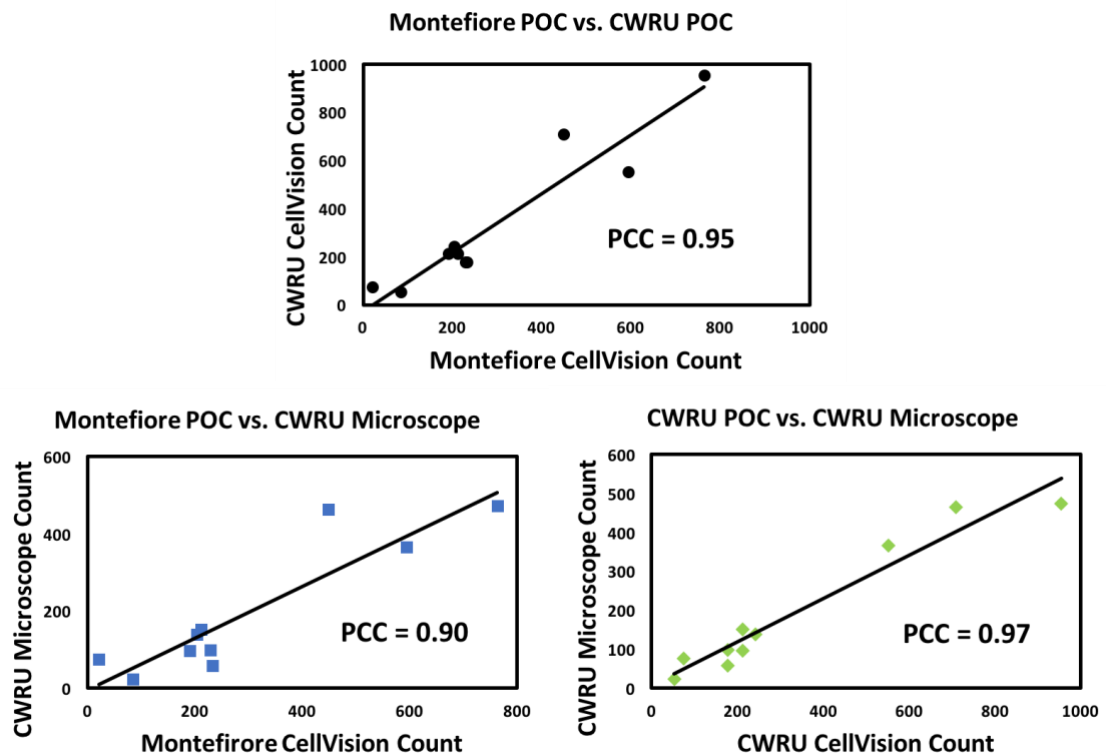 Montefiore POC vs. CWRU POC
CWRU CellVision Count
1000
800
600
400
200
0
PCC = 0.95
0 200 400 600 800 1000
Montefiore CellVision Count
Montefiore POC vs. CWRU Microscope
CWRU Microscope Count
600
400
200
0
PCC = 0.90
0 200 400 600 800
Montefirore CellVision Count
CWRU POC vs. CWRU Microscope
CWRU Microscope Count
600
500
400
300
200
100
0
PCC = 0.97
0 200 400 600 800 1000
CWRU CellVision Count